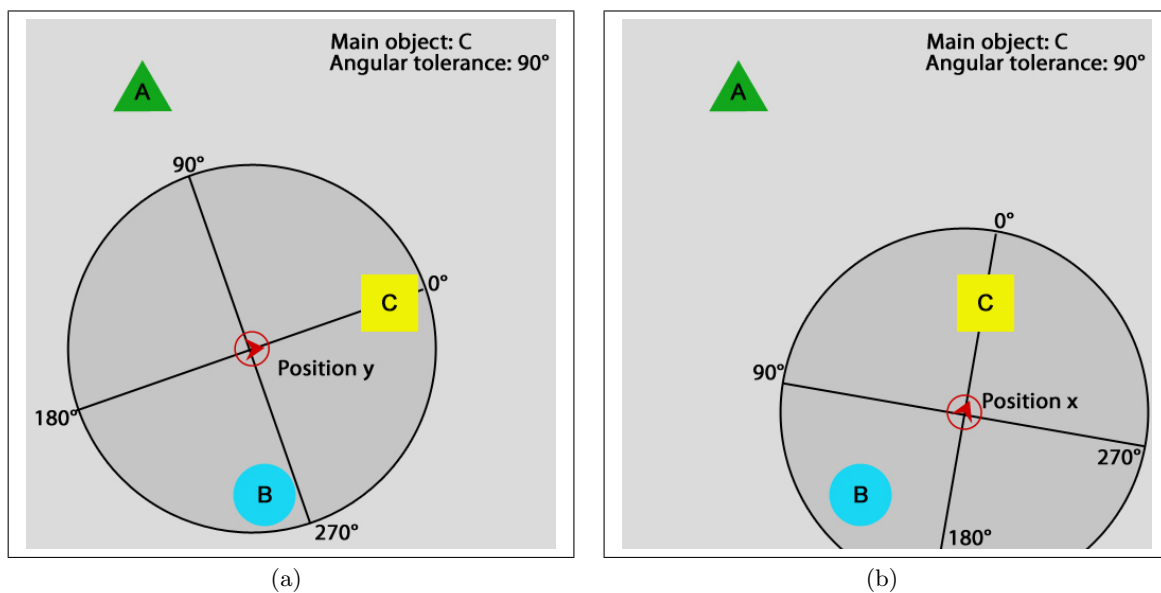 Main object: C
Angular tolerance: 90°
A
90°
0°
C
Position y
180°
B
270°
(a)
Main object: C
Angular tolerance: 90°
A
0°
C
90°
Position x
270°
B
180°
(b)